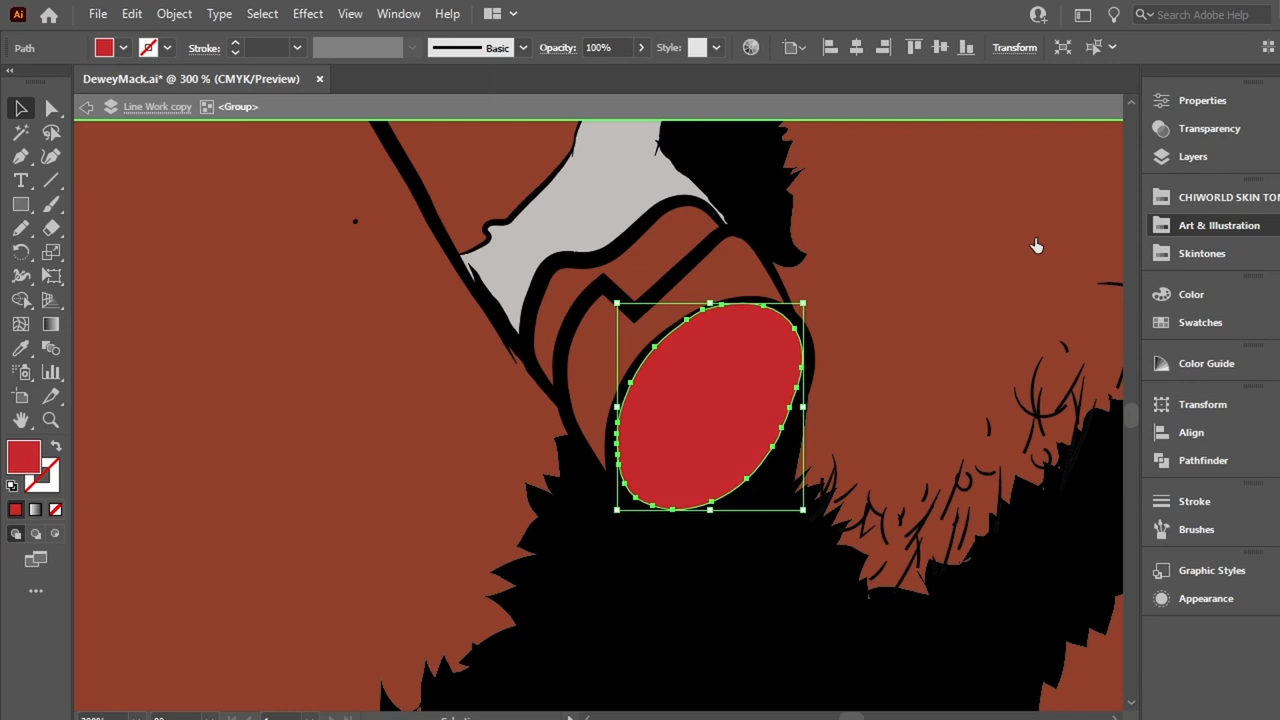 Ai
File Edit Object Type Select Effect View Window Help
Search Adobe Help
Path
Stroke:
Basic
Opacity: 100%
Style:
Transform
DeweyMack.ai* @ 300 % (CMYK/Preview)
Line Work copy <Group>
Properties
Transparency
Layers
CHIWORLD SKIN TON
Art & Illustration
Skintones
Color
Swatches
Color Guide
Transform
Align
Pathfinder
Stroke
Brushes
Graphic Styles
Appearance